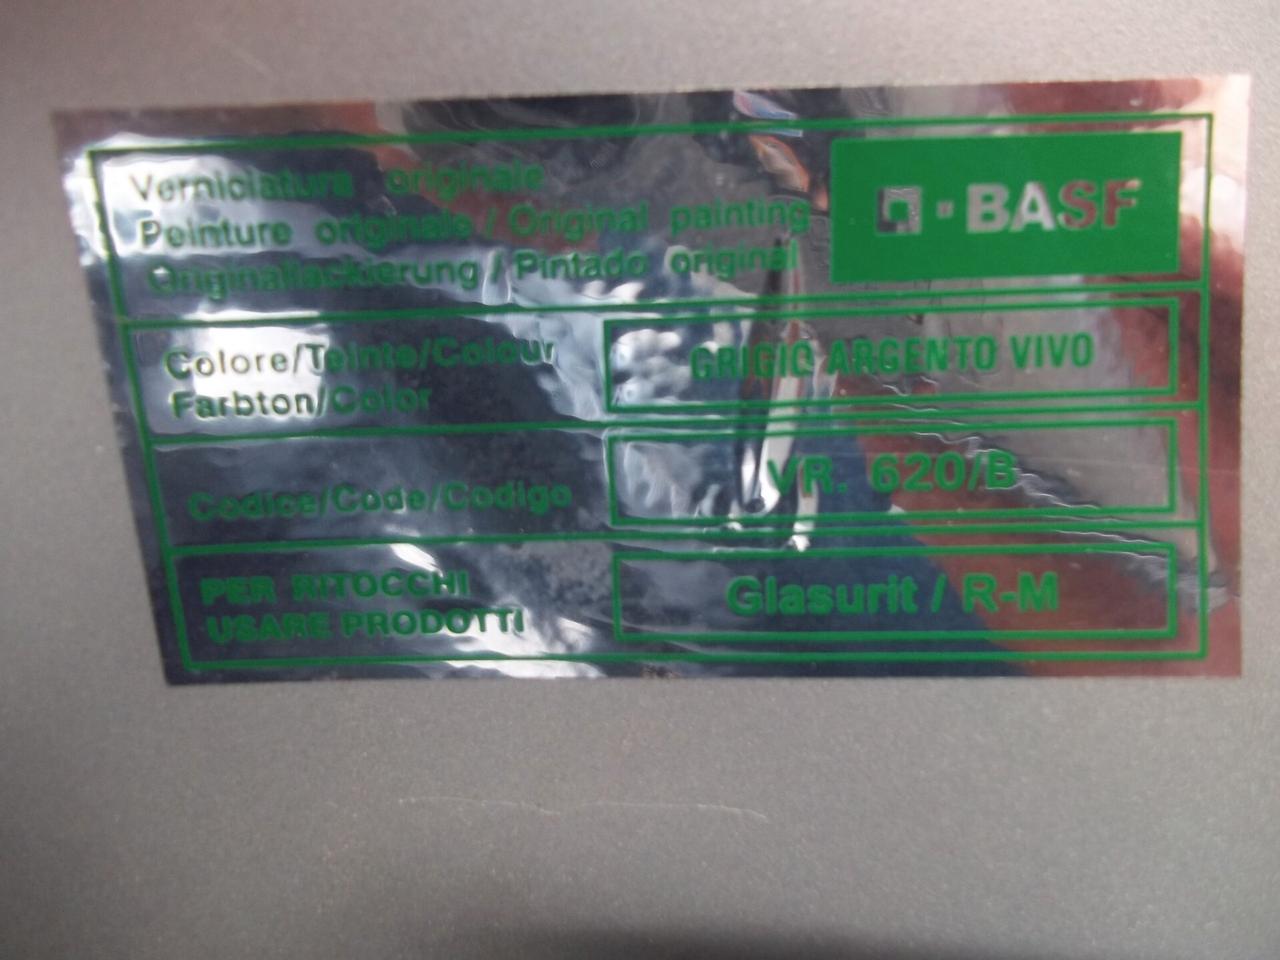 Verniciatura originale
Peinture originale / Original painting
Originallackierung / Pintado original
▪BASF
Colore/Teinte/Colour
Farbton/Color
GRIGIO ARGENTO VIVO
Codice/Code/Codigo
VR. 620/B
PER RITOCCHI
USARE PRODOTTI
Glasurit / R-M